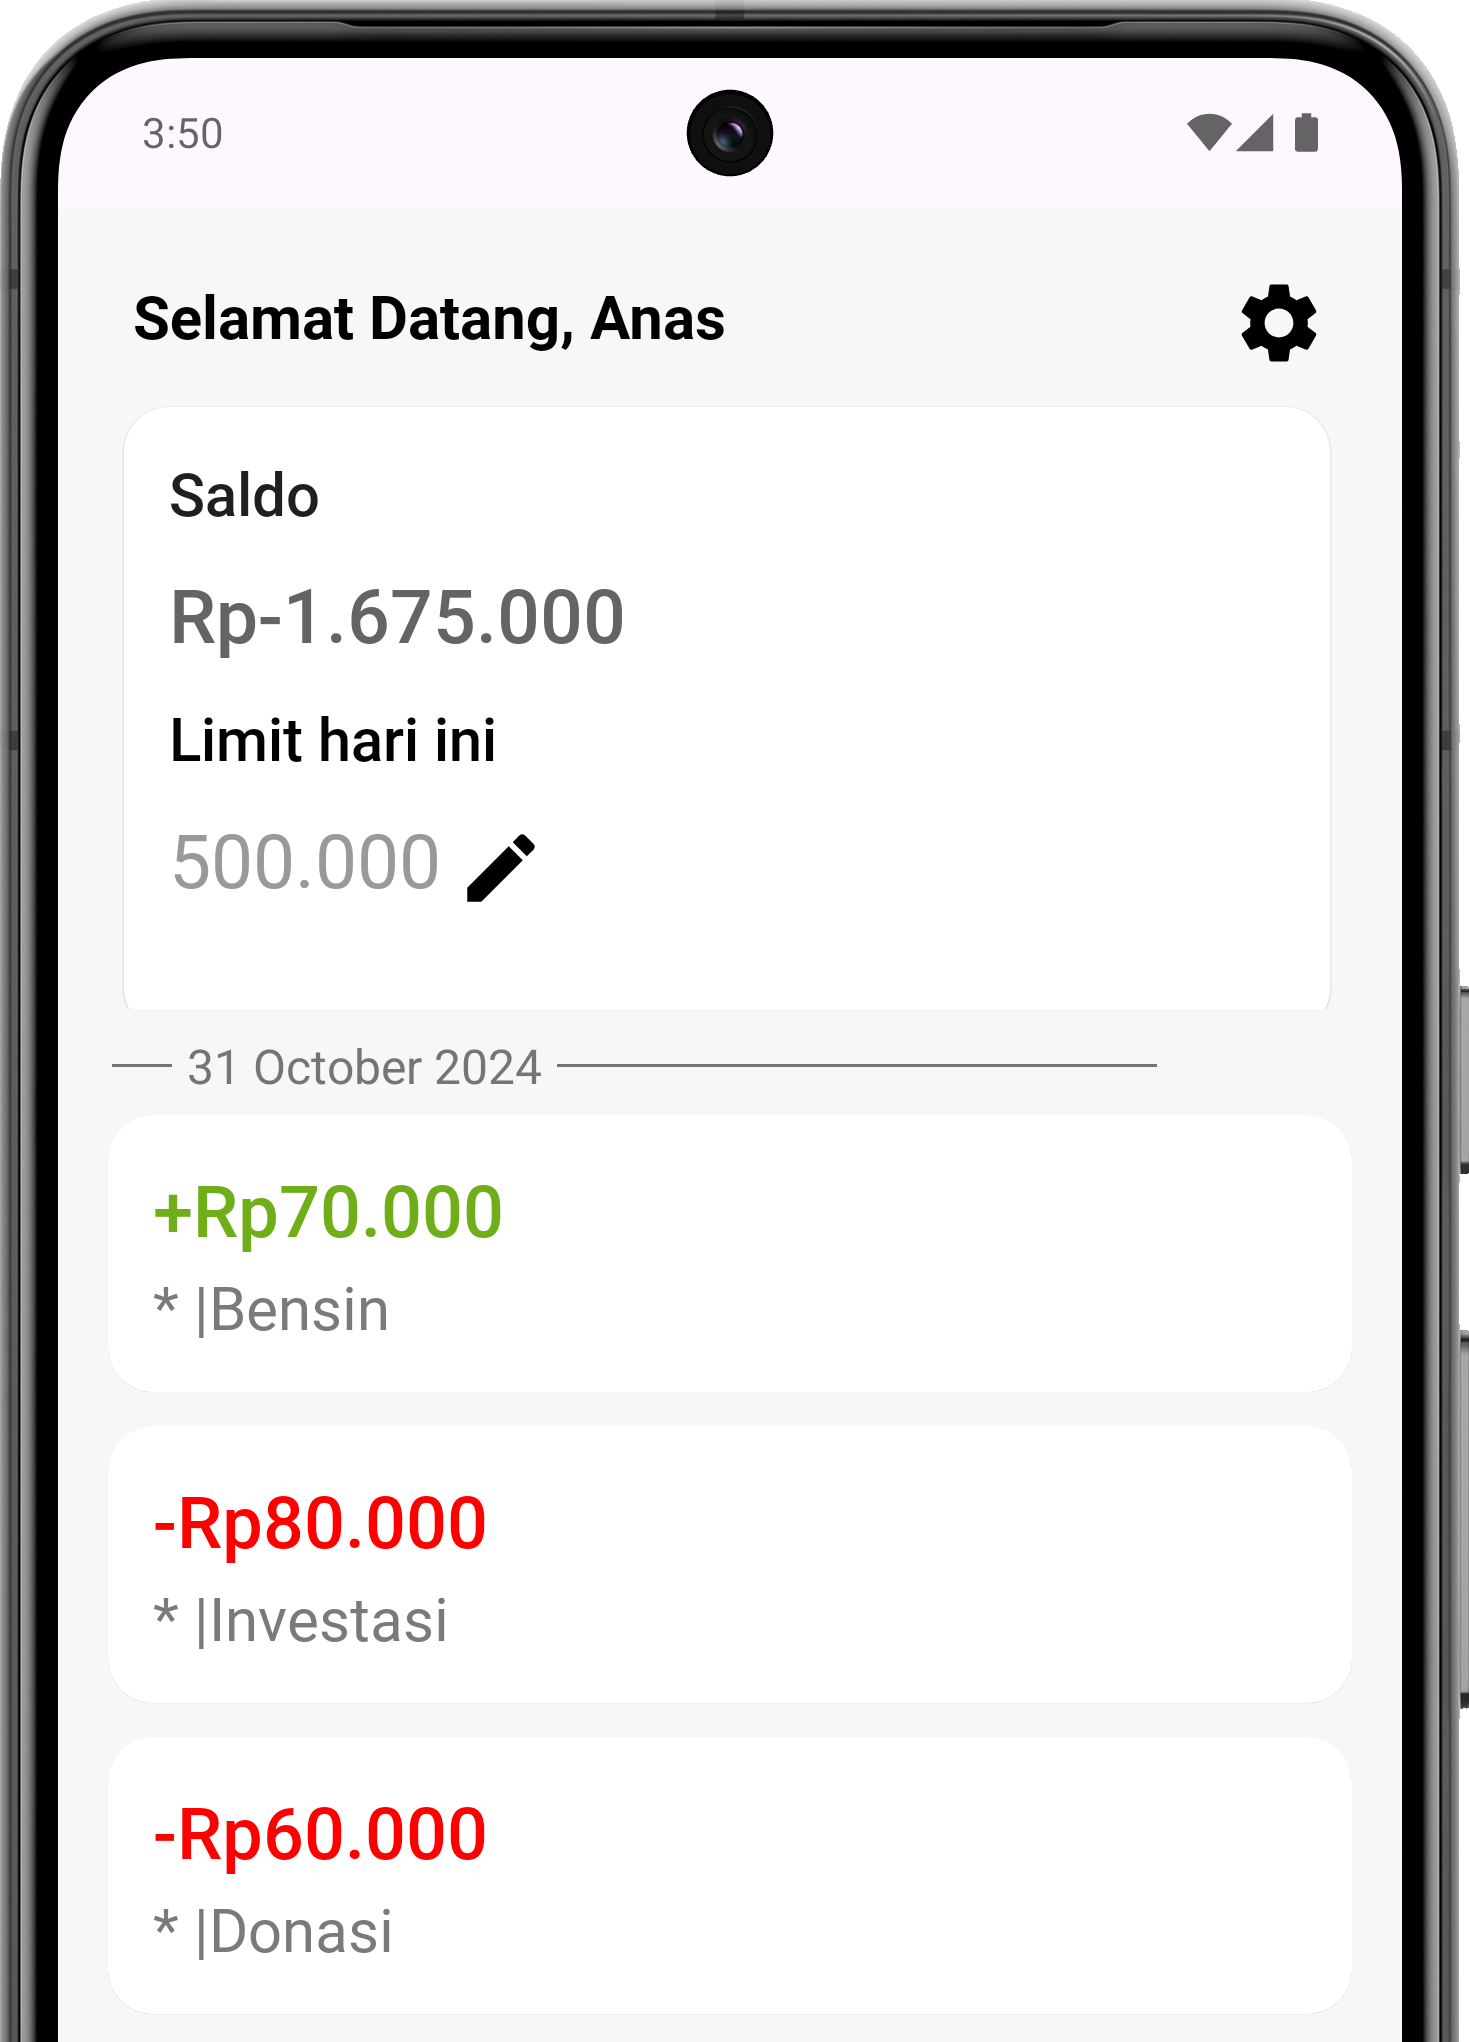 3:50
Selamat Datang, Anas
Saldo
Rp-1.675.000
Limit hari ini
500.000
31 October 2024
+Rp70.000
* |Bensin
-Rp80.000
* |Investasi
-Rp60.000
* |Donasi